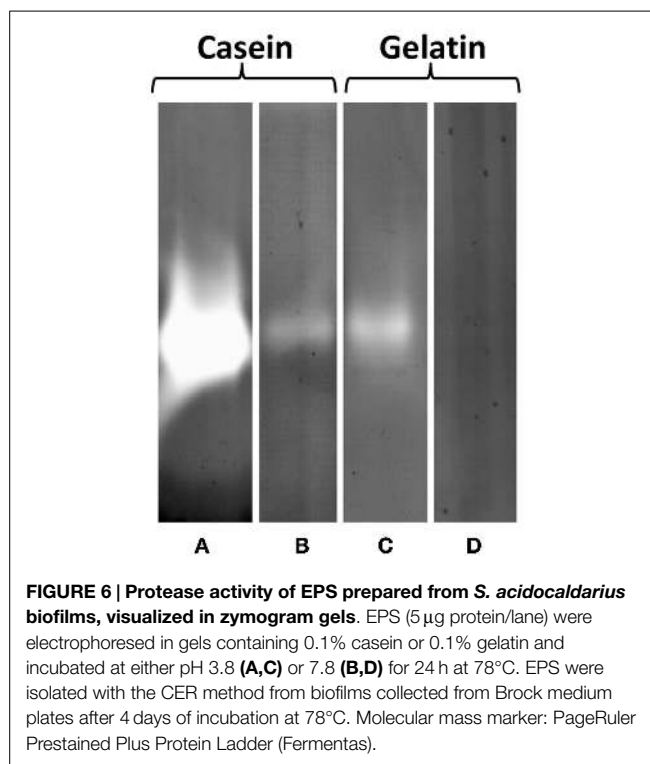 Casein Gelatin
A B C D
FIGURE 6 | Protease activity of EPS prepared from S. acidocaldarius
biofilms, visualized in zymogram gels. EPS (5 μg protein/lane) were
electrophoresed in gels containing 0.1% casein or 0.1% gelatin and
incubated at either pH 3.8 (A,C) or 7.8 (B,D) for 24 h at 78°C. EPS were
isolated with the CER method from biofilms collected from Brock medium
plates after 4 days of incubation at 78°C. Molecular mass marker: PageRuler
Prestained Plus Protein Ladder (Fermentas).